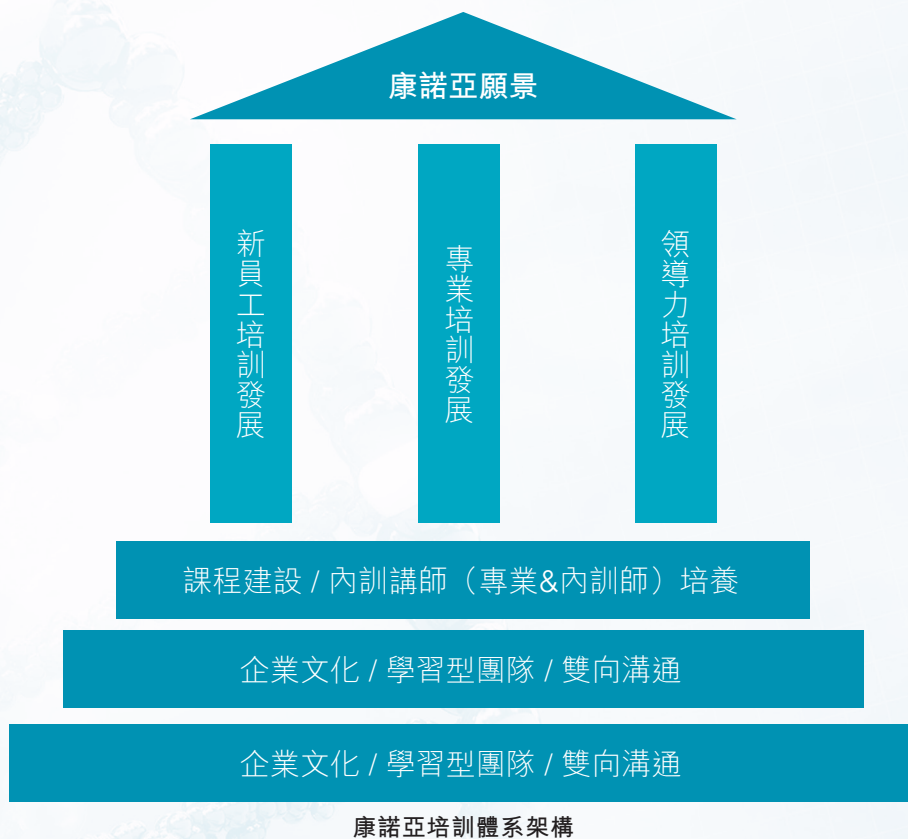 康諾亞願景
新員工培訓發展
專業培訓發展
領導力培訓發展
課程建設 / 內訓講師（專業&內訓師）培養
企業文化 / 學習型團隊 / 雙向溝通
企業文化 / 學習型團隊 / 雙向溝通
康諾亞培訓體系架構